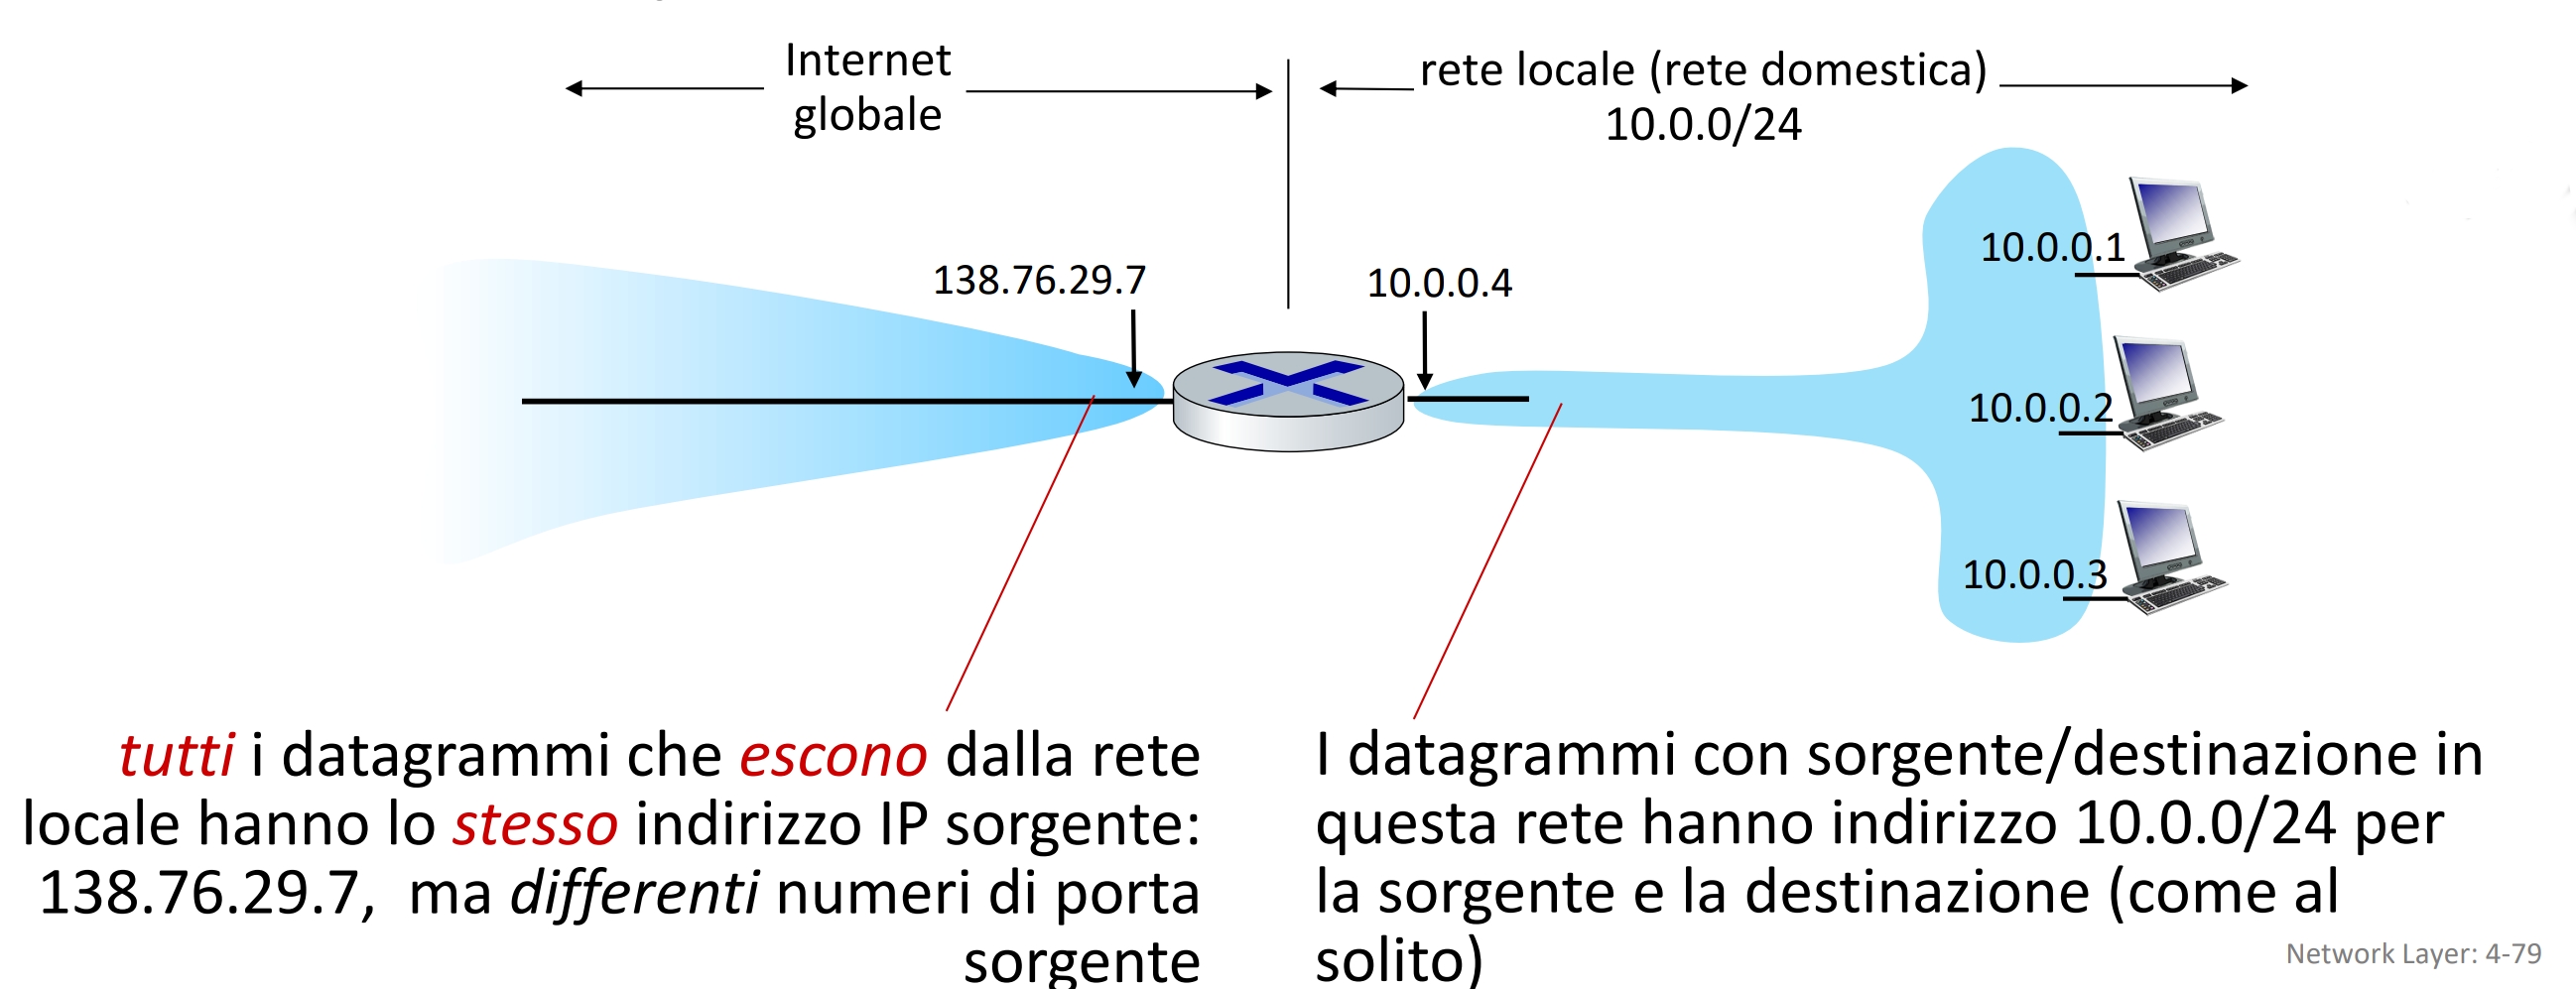 Internet
globale
rete locale (rete domestica)
10.0.0/24
138.76.29.7
10.0.0.4
10.0.0.1
10.0.0.2
10.0.0.3
tutti i datagrammi che escono dalla rete
locale hanno lo stesso indirizzo IP sorgente:
138.76.29.7, ma differenti numeri di porta
sorgente
I datagrammi con sorgente/destinazione in
questa rete hanno indirizzo 10.0.0/24 per
la sorgente e la destinazione (come al
solito)
Network Layer: 4-79